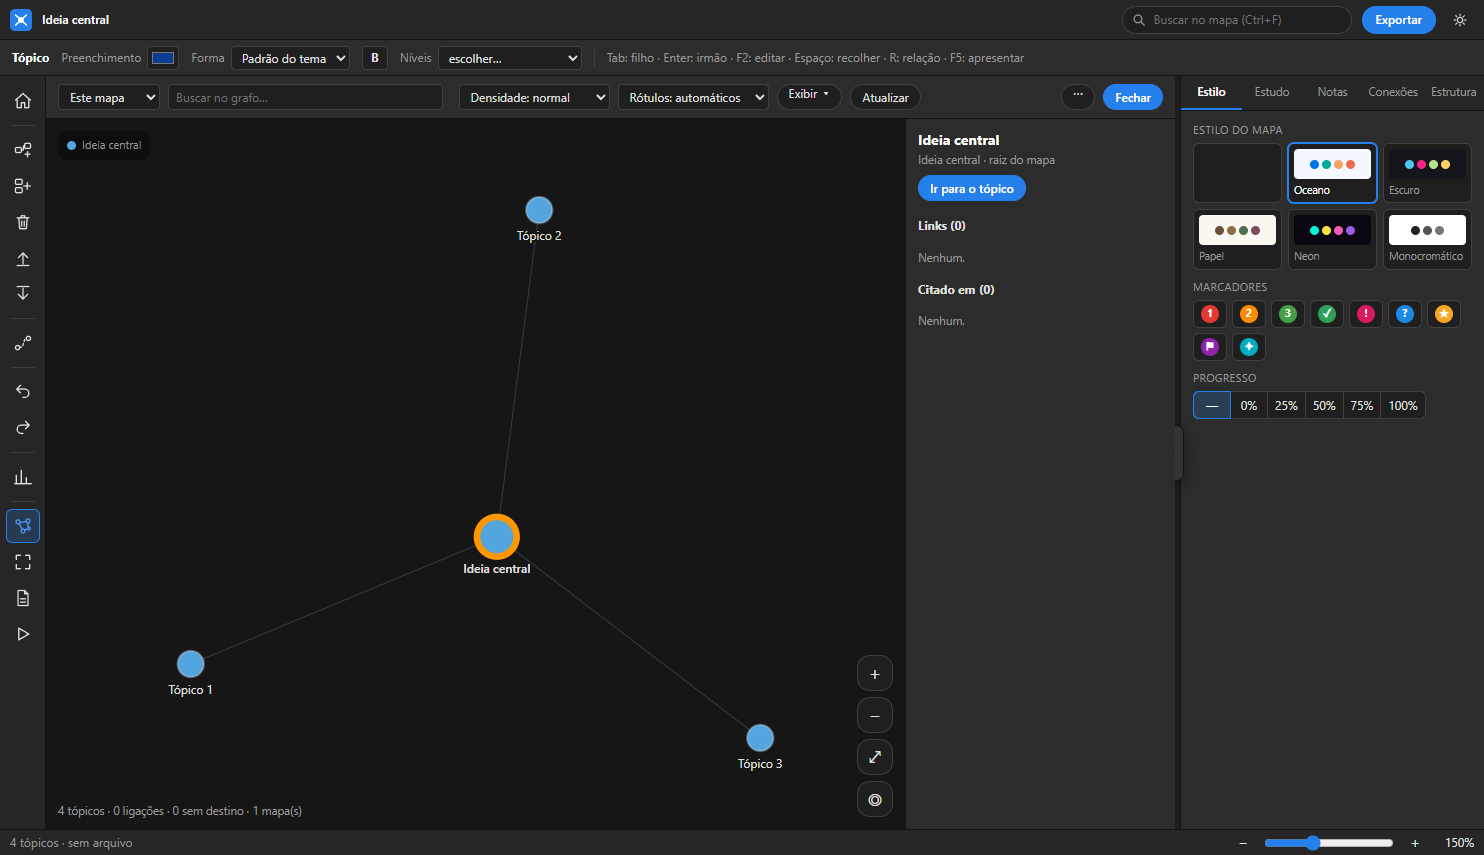 Ideia central
Buscar no mapa (Ctrl+F)
Exportar
Tópico
Preenchimento
Forma
Padrão do tema
B
Níveis
escolher...
Tab: filho · Enter: irmão · F2: editar · Espaço: recolher · R: relação · F5: apresentar
Este mapa
Buscar no grafo...
Densidade: normal
Rótulos: automáticos
Exibir
Atualizar
...
Fechar
Ideia central
Tópico 2
Ideia central
Tópico 1
Tópico 3
4 tópicos · 0 ligações · 0 sem destino · 1 mapa(s)
Ideia central
Ideia central · raiz do mapa
Ir para o tópico
Links (0)
Nenhum.
Citado em (0)
Nenhum.
Estilo
Estudo
Notas
Conexões
Estrutura
ESTILO DO MAPA
Oceano
Escuro
Papel
Neon
Monocromático
MARCADORES
1
2
3
!
?
PROGRESSO
—
0%
25%
50%
75%
100%
4 tópicos · sem arquivo
150%